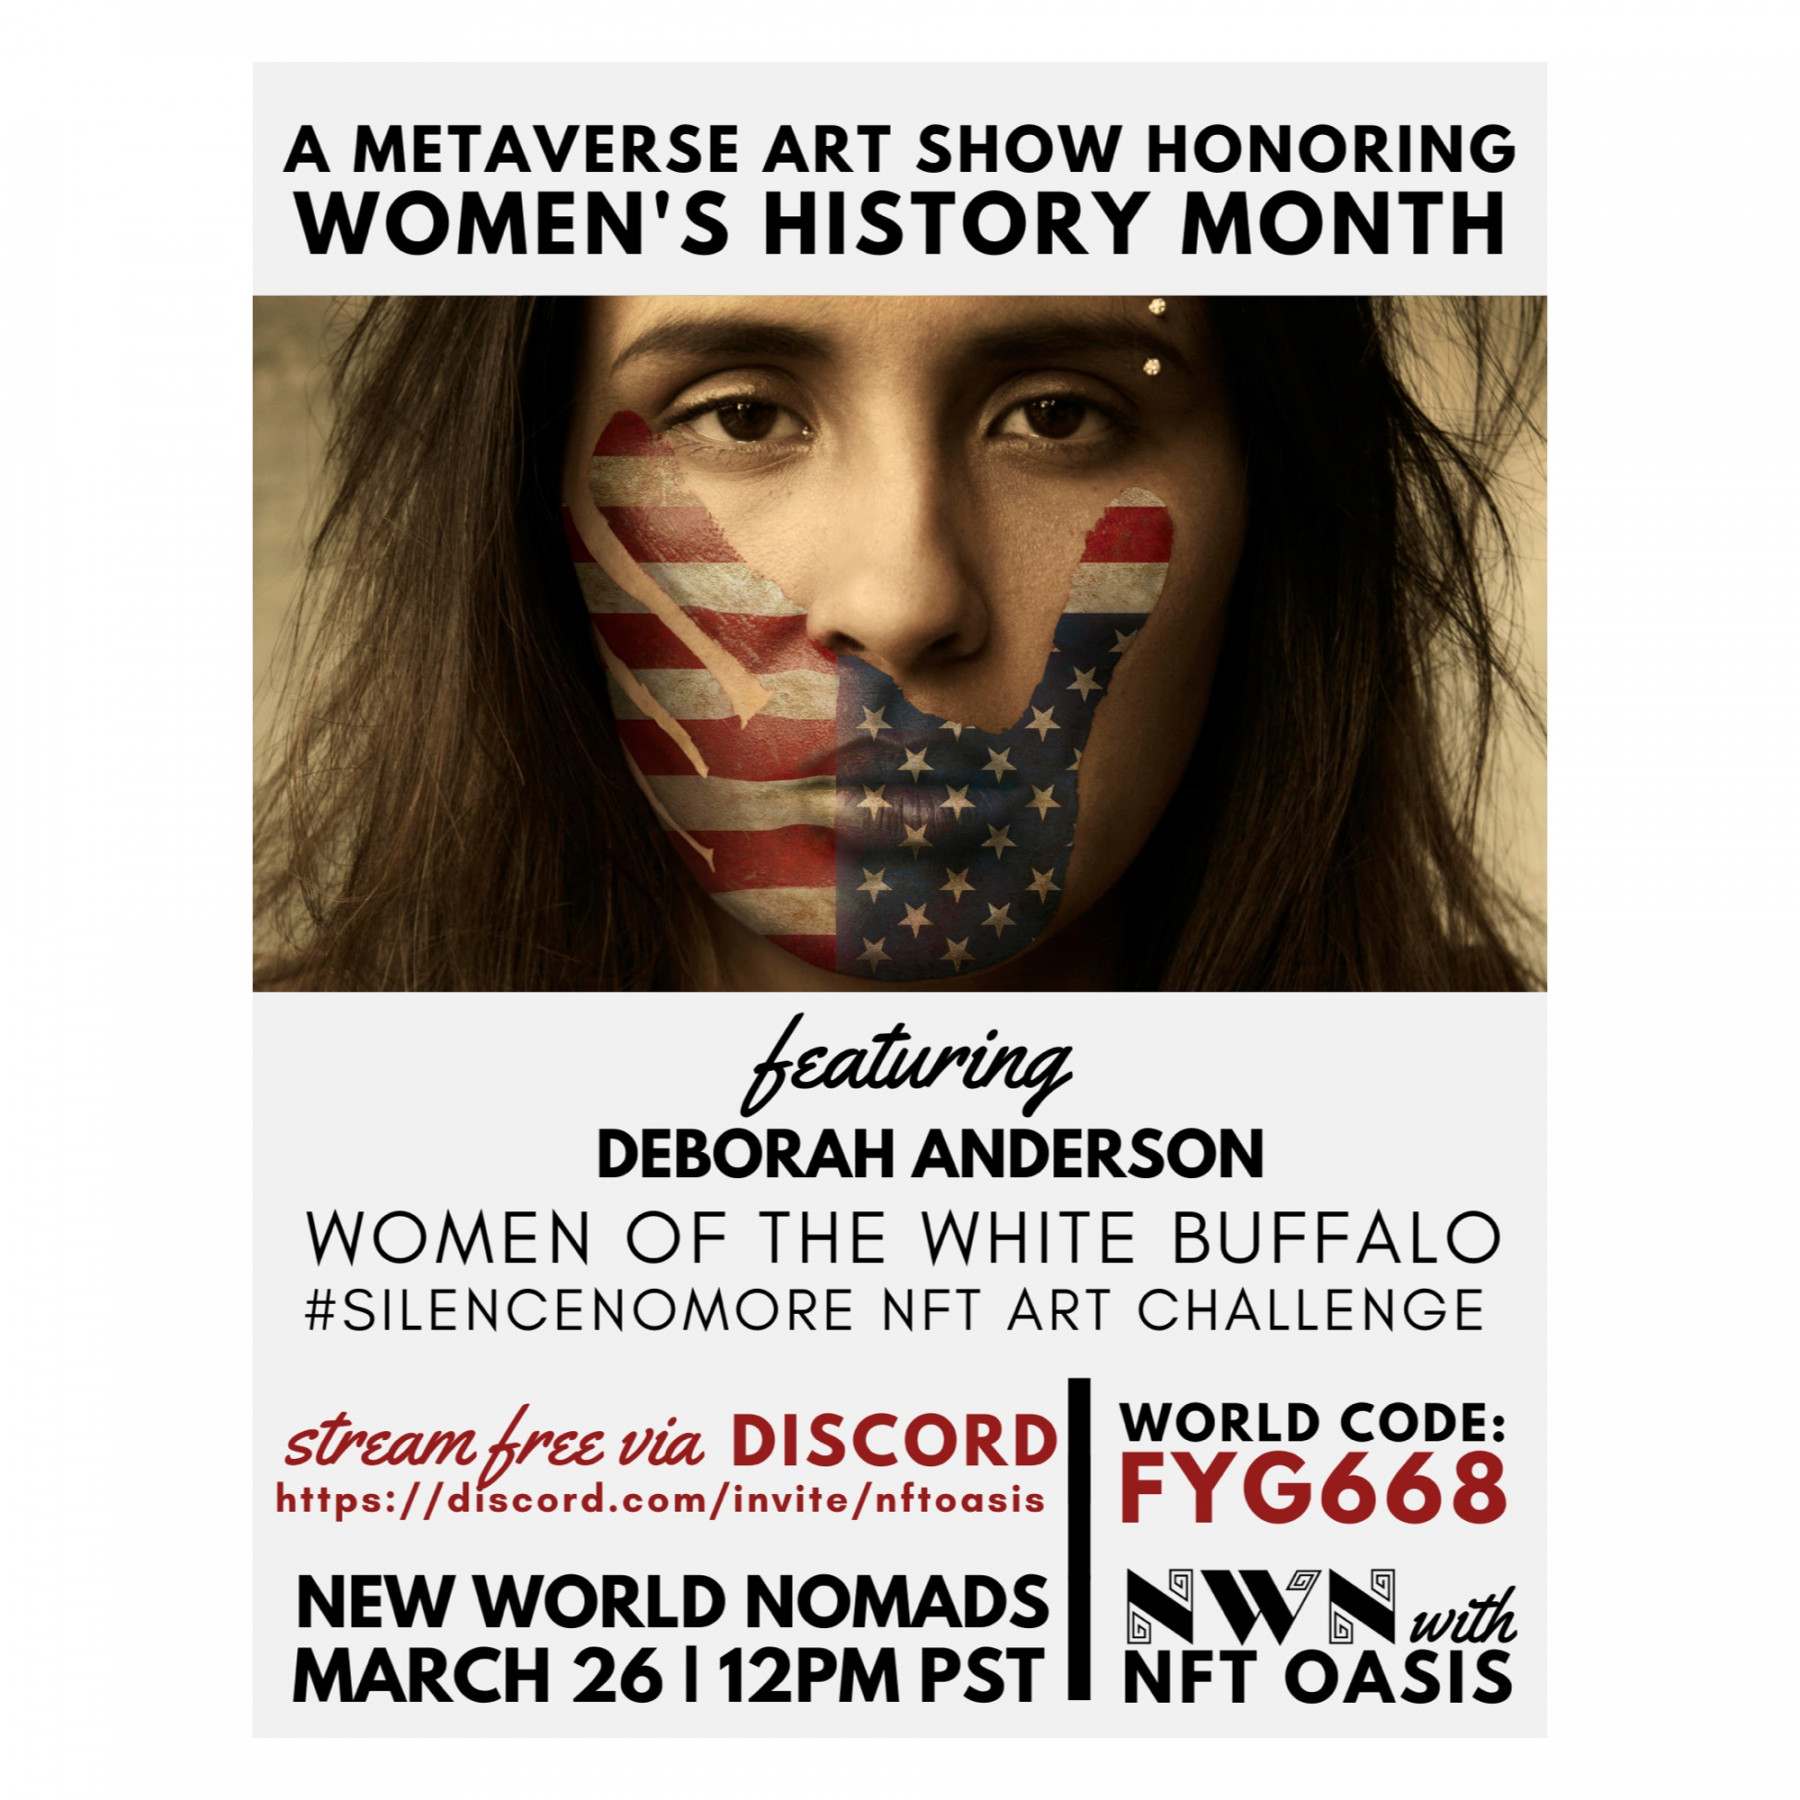 A METAVERSE ART SHOW HONORING
WOMEN'S HISTORY MONTH
featuring
DEBORAH ANDERSON
WOMEN OF THE WHITE BUFFALO
#SILENCENOMORE NFT ART CHALLENGE
stream free via DISCORD
https://discord.com/invite/nftoasis
NEW WORLD NOMADS
MARCH 26 | 12PM PST
WORLD CODE:
FYG668
NWN with
NFT OASIS